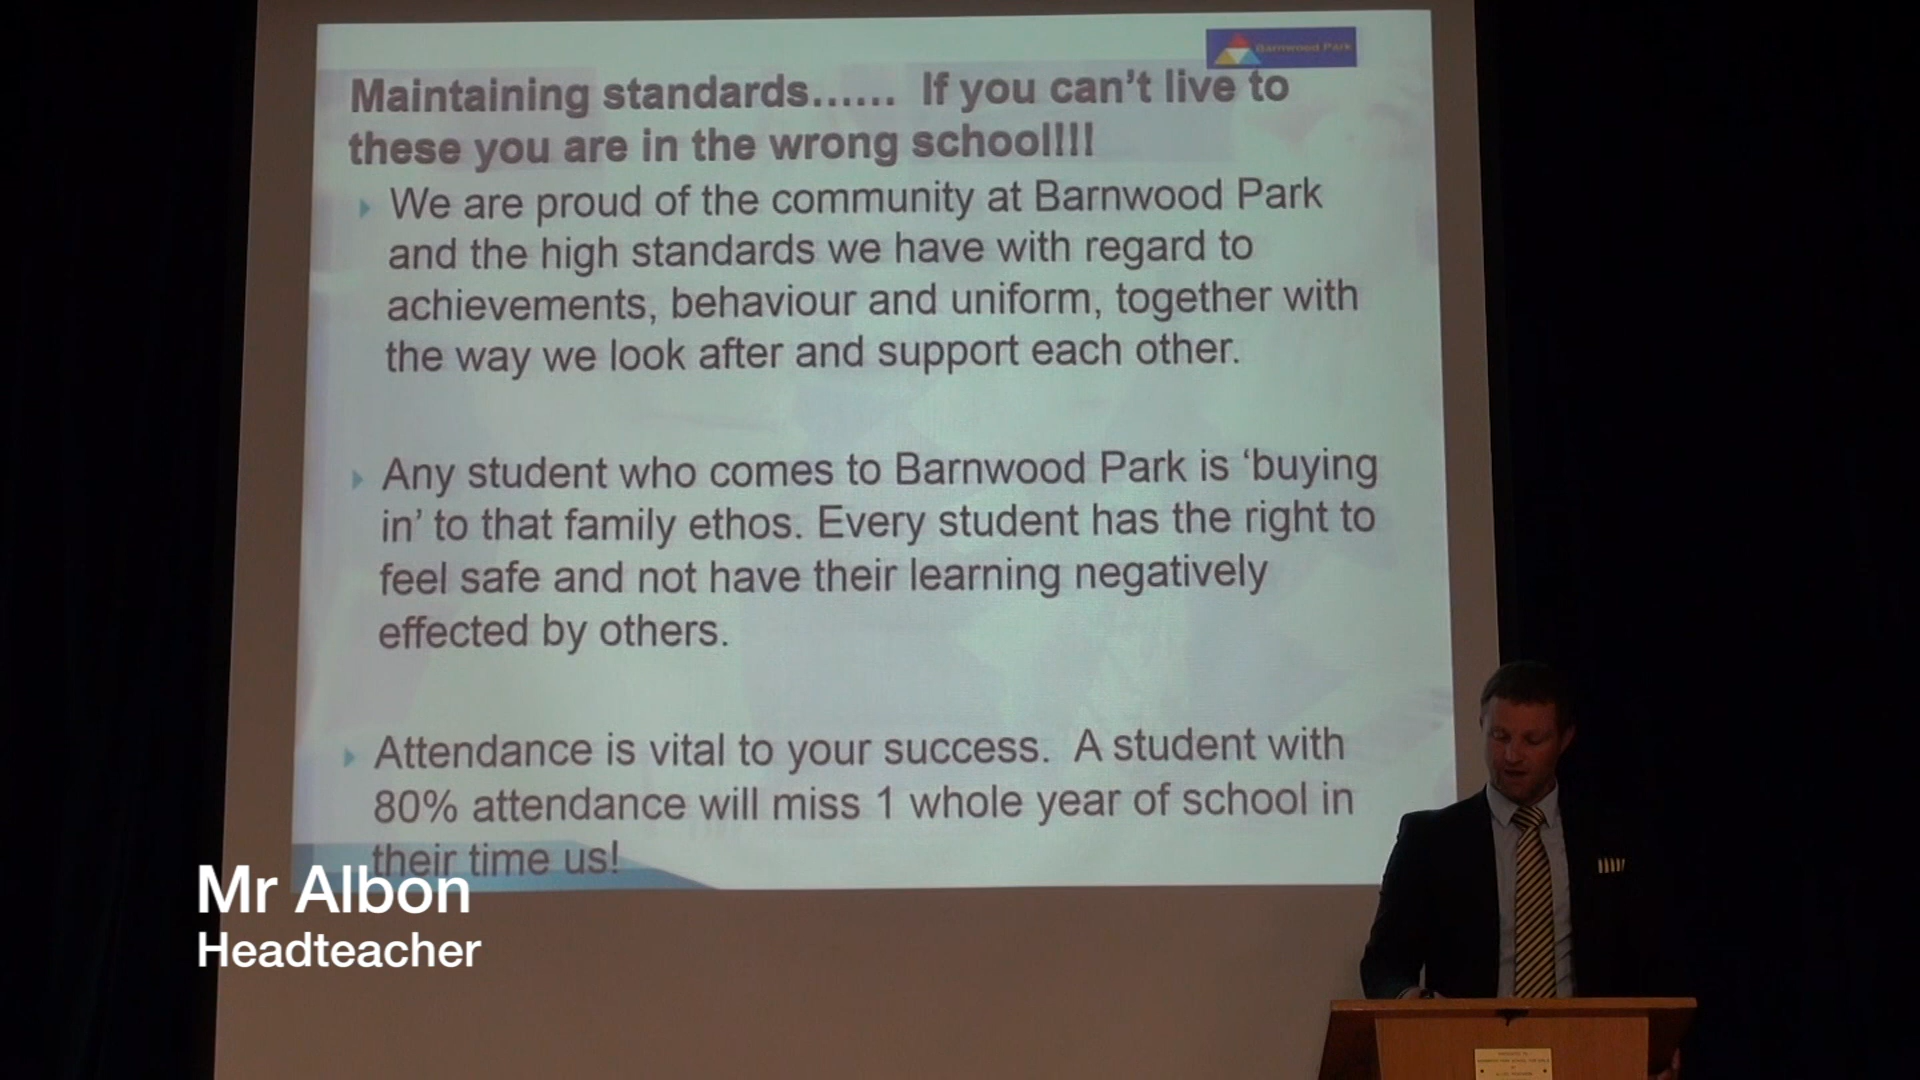 Barnwood Park
Maintaining standards...... If you can't live to
these you are in the wrong school!!!
We are proud of the community at Barnwood Park
and the high standards we have with regard to
achievements, behaviour and uniform, together with
the way we look after and support each other.
Any student who comes to Barnwood Park is ‘buying
in’ to that family ethos. Every student has the right to
feel safe and not have their learning negatively
effected by others.
Attendance is vital to your success. A student with
80% attendance will miss 1 whole year of school in
their time us!
Mr Albon
Headteacher